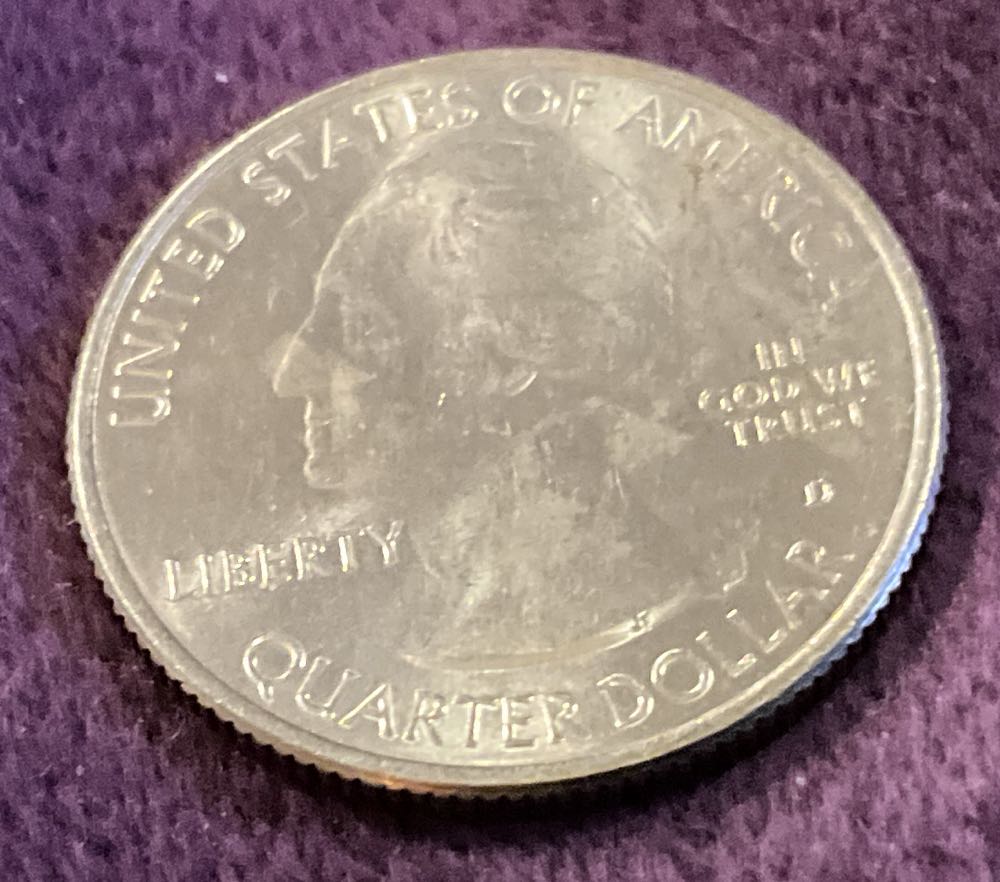 UNITED STATES OF AMERICA
LIBERTY
IN
GOD WE
TRUST
D
QUARTER DOLLAR